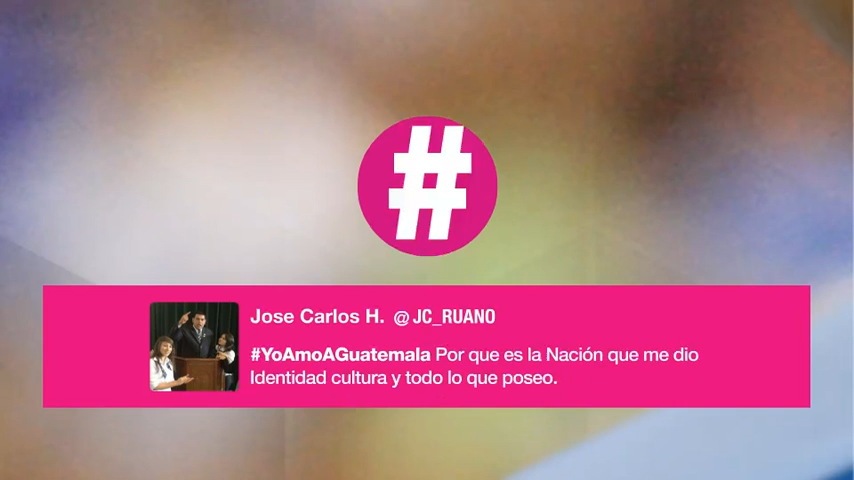 #
Jose Carlos H. @JC_RUANO
#YoAmoAGuatemala Por que es la Nación que me dio
Identidad cultura y todo lo que poseo.